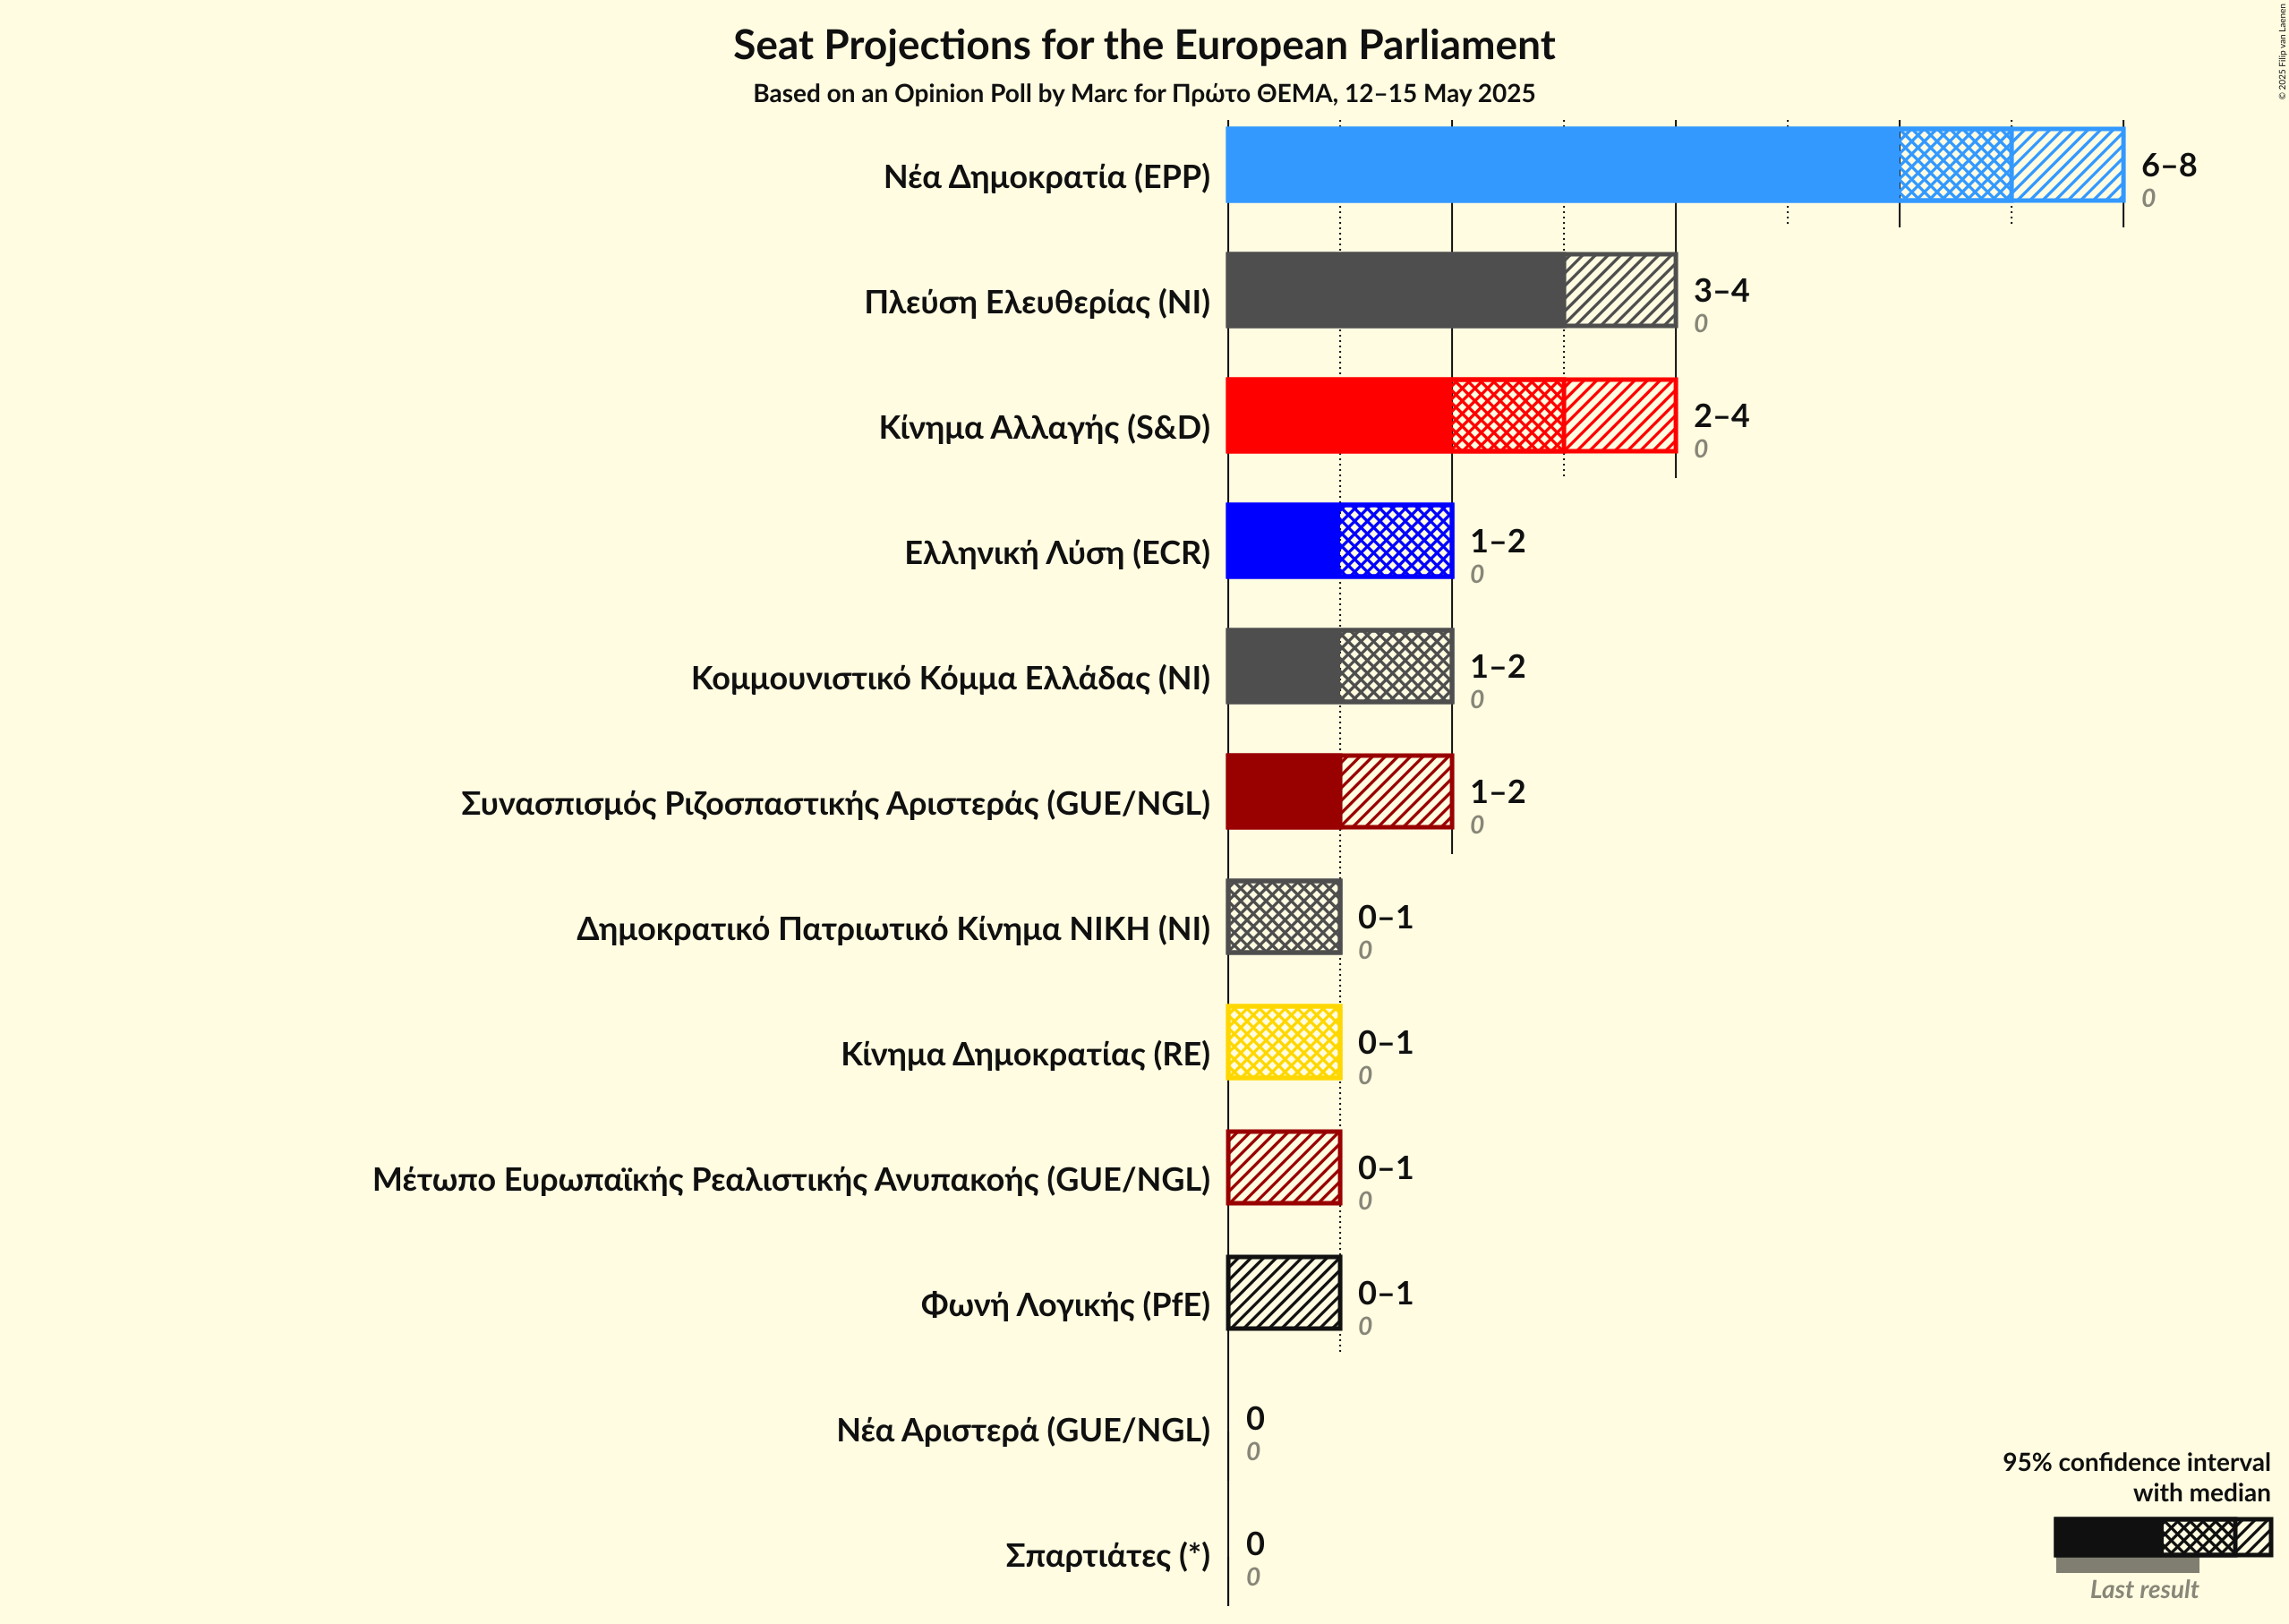 © 2025 Filip van Laenen
Seat Projections for the European Parliament
Based on an Opinion Poll by Marc for Πρώτο ΘΕΜΑ, 12–15 May 2025
Νέα Δημοκρατία (EPP)
6–8
0
Πλεύση Ελευθερίας (NI)
3–4
0
Κίνημα Αλλαγής (S&D)
2–4
0
Ελληνική Λύση (ECR)
1–2
0
Κομμουνιστικό Κόμμα Ελλάδας (NI)
1–2
0
Συνασπισμός Ριζοσπαστικής Αριστεράς (GUE/NGL)
1–2
0
Δημοκρατικό Πατριωτικό Κίνημα ΝΙΚΗ (NI)
0–1
0
Κίνημα Δημοκρατίας (RE)
0–1
0
Μέτωπο Ευρωπαϊκής Ρεαλιστικής Ανυπακοής (GUE/NGL)
0–1
0
Φωνή Λογικής (PfE)
0–1
0
Νέα Αριστερά (GUE/NGL)
0
0
Σπαρτιάτες (*)
0
0
95% confidence interval
with median
Last result